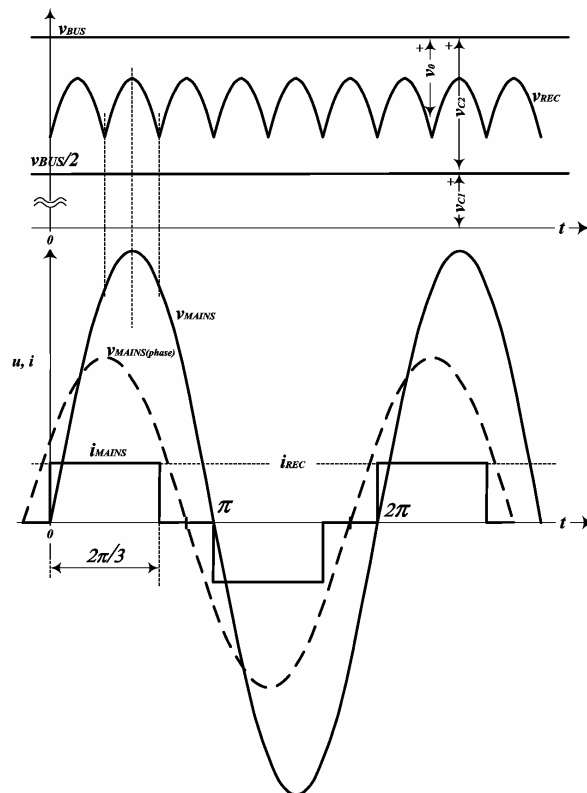 vBUS
+ +
v0
vC2
vREC
vBUS/2
+
vC1
0
t
vMAINS
u, i
vMAINS(phase)
iMAINS
iREC
π
2π
0
t
2π/3